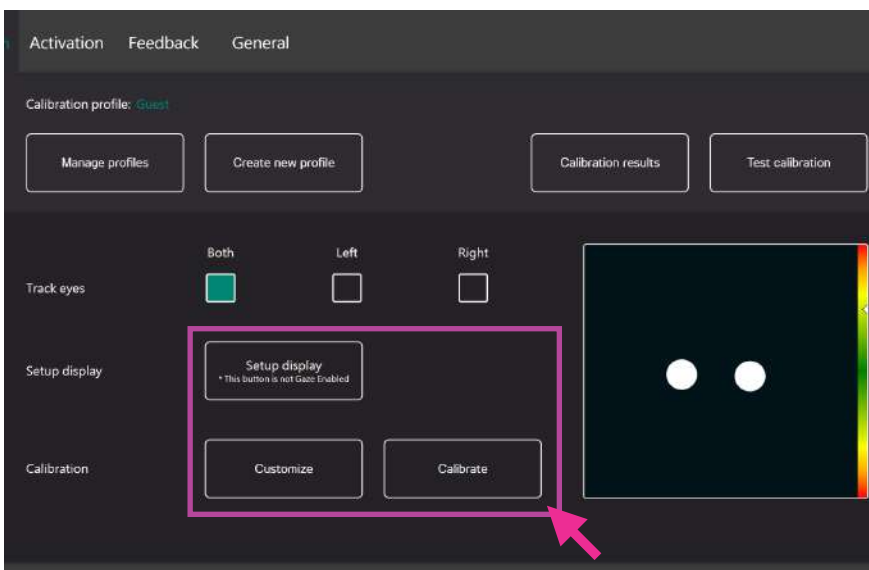 Activation Feedback General
Calibration profile: Guest
Manage profiles Create new profile Calibration results Test calibration
Both Left Right
Track eyes
Setup display
Setup display
* This button is not Gaze Enabled
Calibration
Customize Calibrate